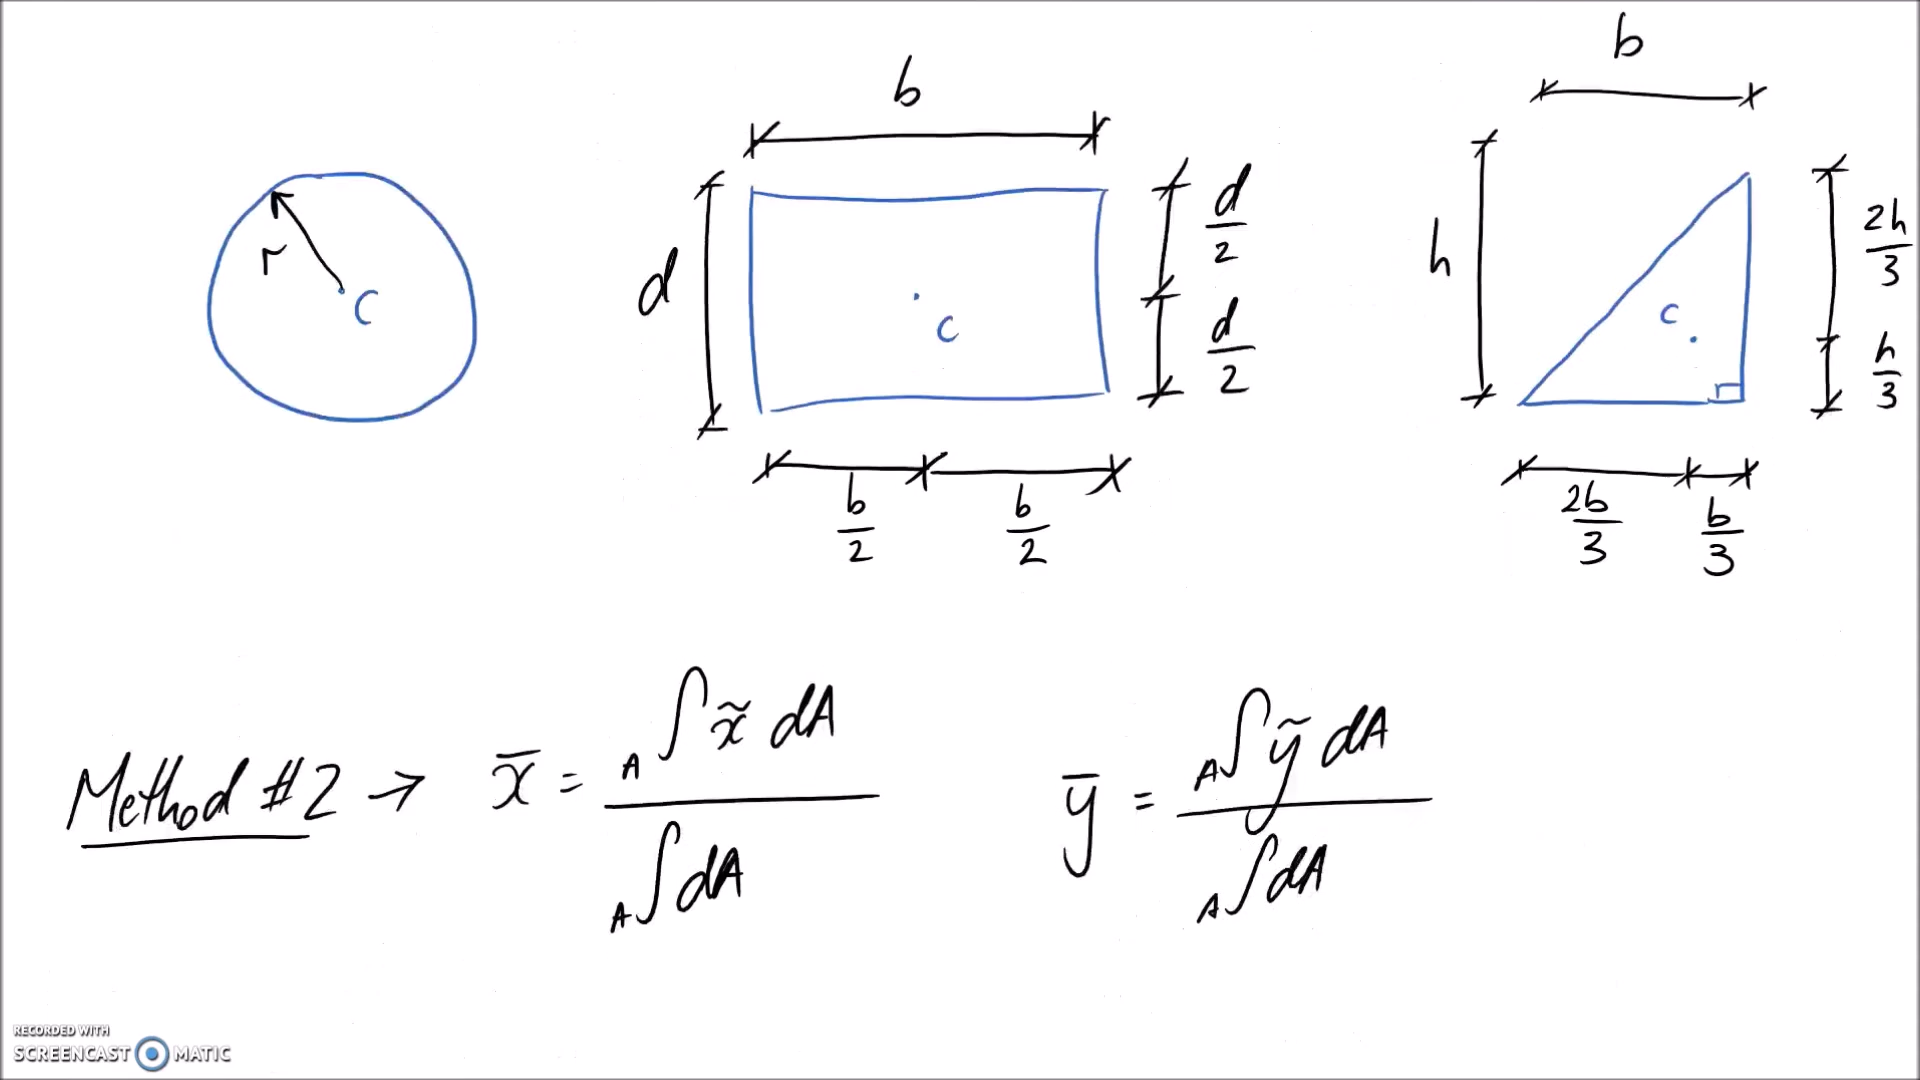 b
b
r
C
d
C
d/2
d/2
b/2
b/2
h
C
2h/3
h/3
2b/3
b/3
Method #2 → x̄ = A∫ x̃ dA / A∫ dA
ȳ = A∫ ỹ dA / A∫ dA
RECORDED WITH
SCREENCAST MATIC